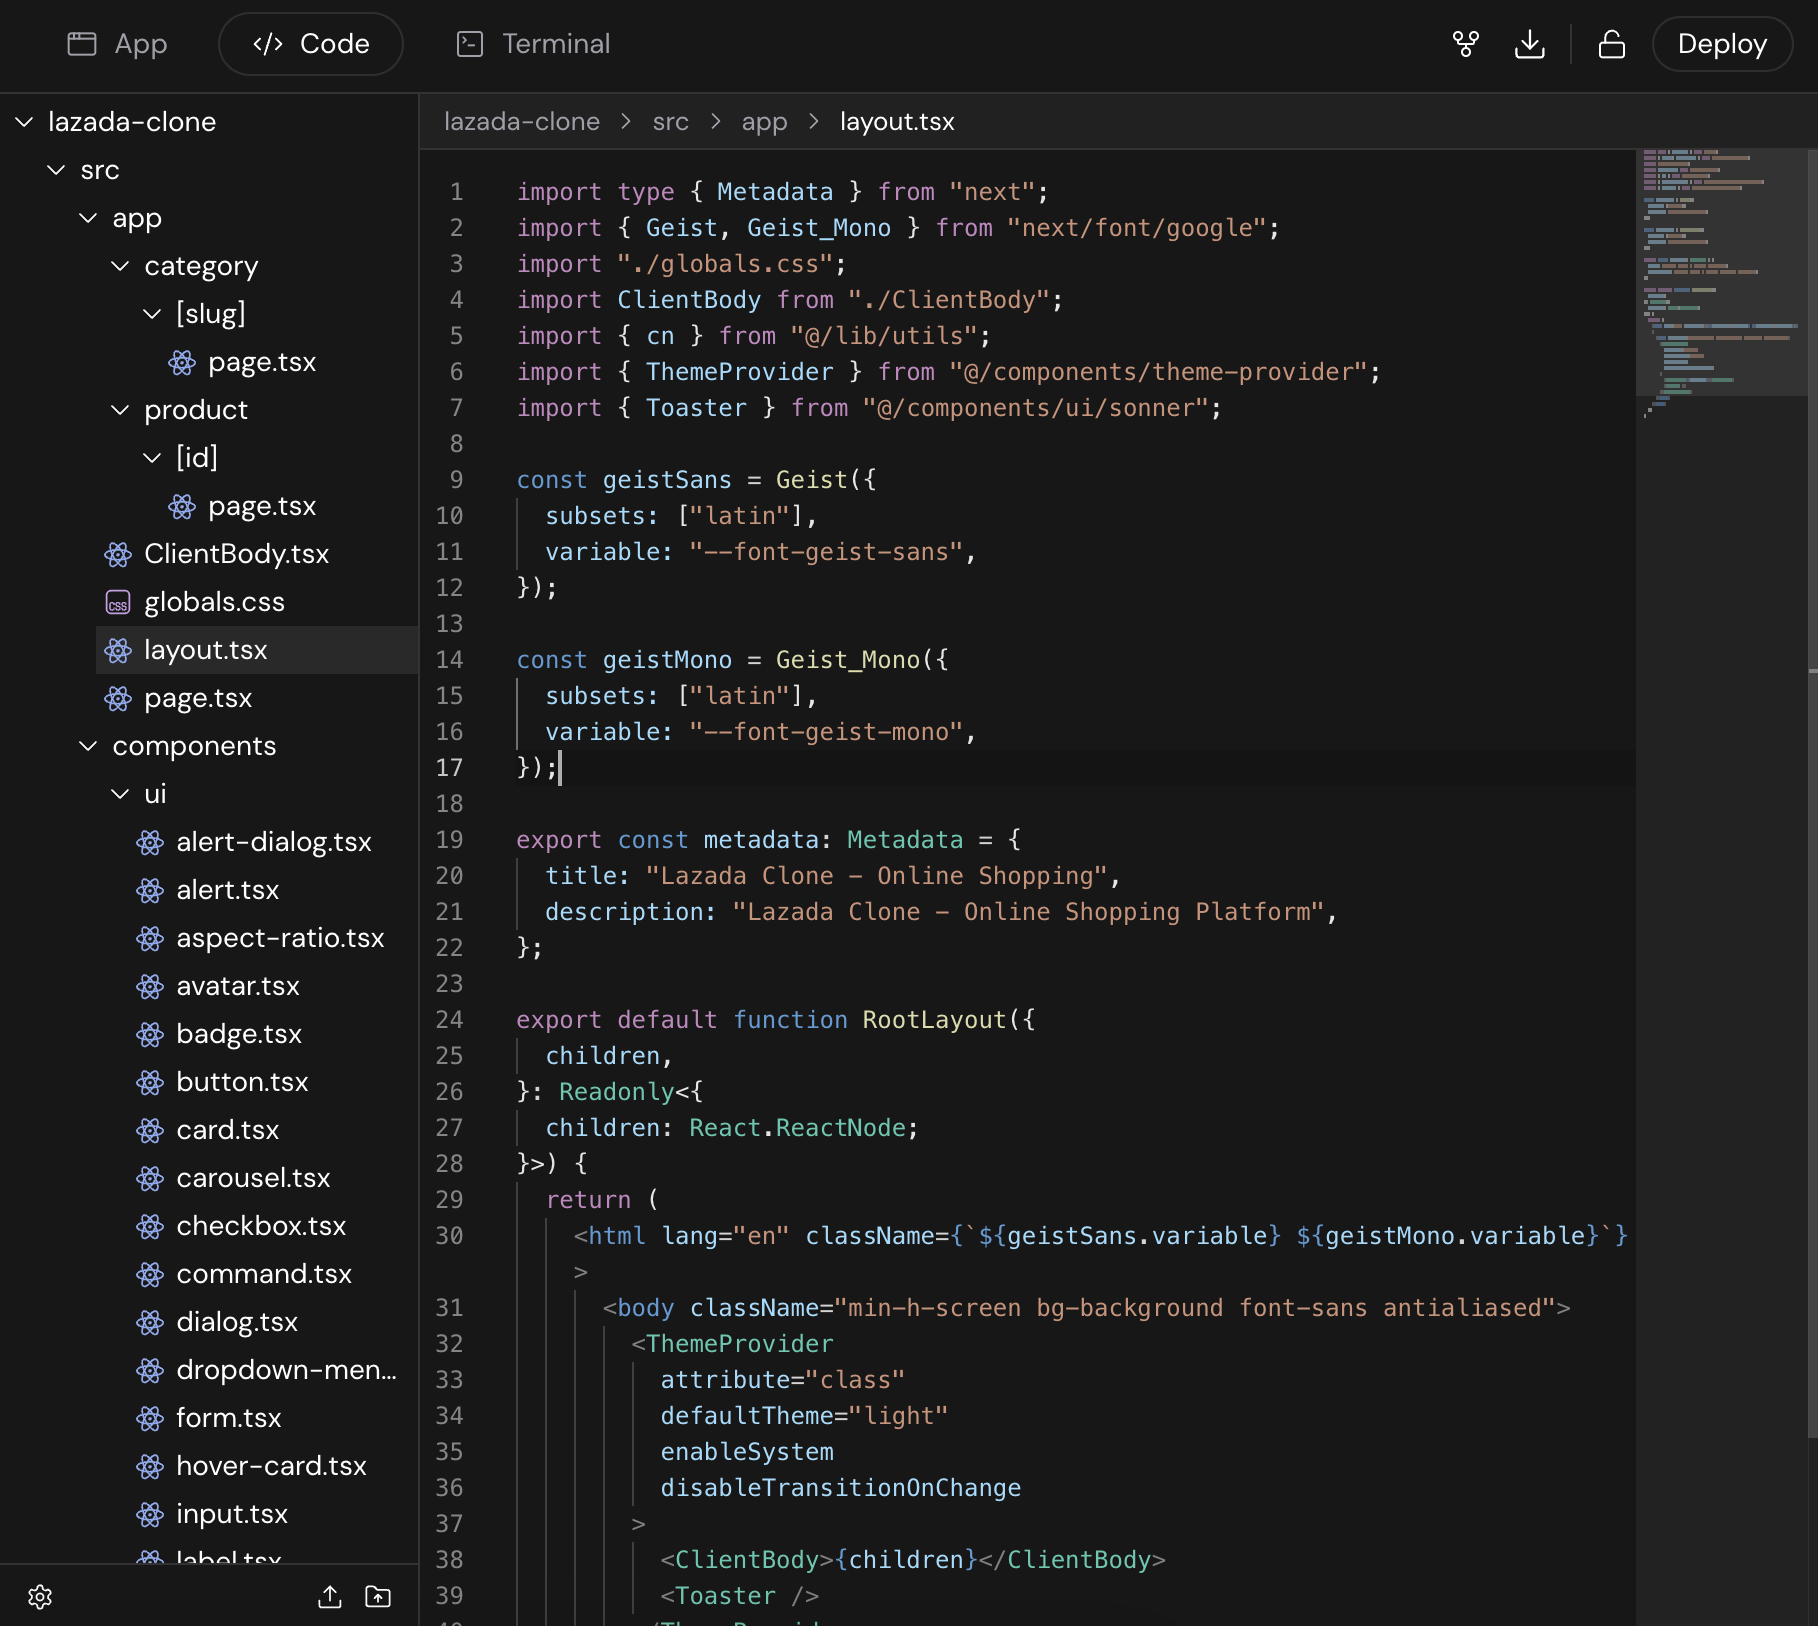 App
Code
Terminal
Deploy
lazada-clone
src
app
category
[slug]
page.tsx
product
[id]
page.tsx
ClientBody.tsx
css globals.css
layout.tsx
page.tsx
components
ui
alert-dialog.tsx
alert.tsx
aspect-ratio.tsx
avatar.tsx
badge.tsx
button.tsx
card.tsx
carousel.tsx
checkbox.tsx
command.tsx
dialog.tsx
dropdown-men...
form.tsx
hover-card.tsx
input.tsx
label.tsx
lazada-clone > src > app > layout.tsx
1 import type { Metadata } from "next";
2 import { Geist, Geist_Mono } from "next/font/google";
3 import "./globals.css";
4 import ClientBody from "./ClientBody";
5 import { cn } from "@/lib/utils";
6 import { ThemeProvider } from "@/components/theme-provider";
7 import { Toaster } from "@/components/ui/sonner";
8
9 const geistSans = Geist({
10 subsets: ["latin"],
11 variable: "--font-geist-sans",
12 });
13
14 const geistMono = Geist_Mono({
15 subsets: ["latin"],
16 variable: "--font-geist-mono",
17 });
18
19 export const metadata: Metadata = {
20 title: "Lazada Clone - Online Shopping",
21 description: "Lazada Clone - Online Shopping Platform",
22 };
23
24 export default function RootLayout({
25 children,
26 }: Readonly<{
27 children: React.ReactNode;
28 }>) {
29 return (
30 <html lang="en" className={`${geistSans.variable} ${geistMono.variable}`}
>
31 <body className="min-h-screen bg-background font-sans antialiased">
32 <ThemeProvider
33 attribute="class"
34 defaultTheme="light"
35 enableSystem
36 disableTransitionOnChange
37 >
38 <ClientBody>{children}</ClientBody>
39 <Toaster />